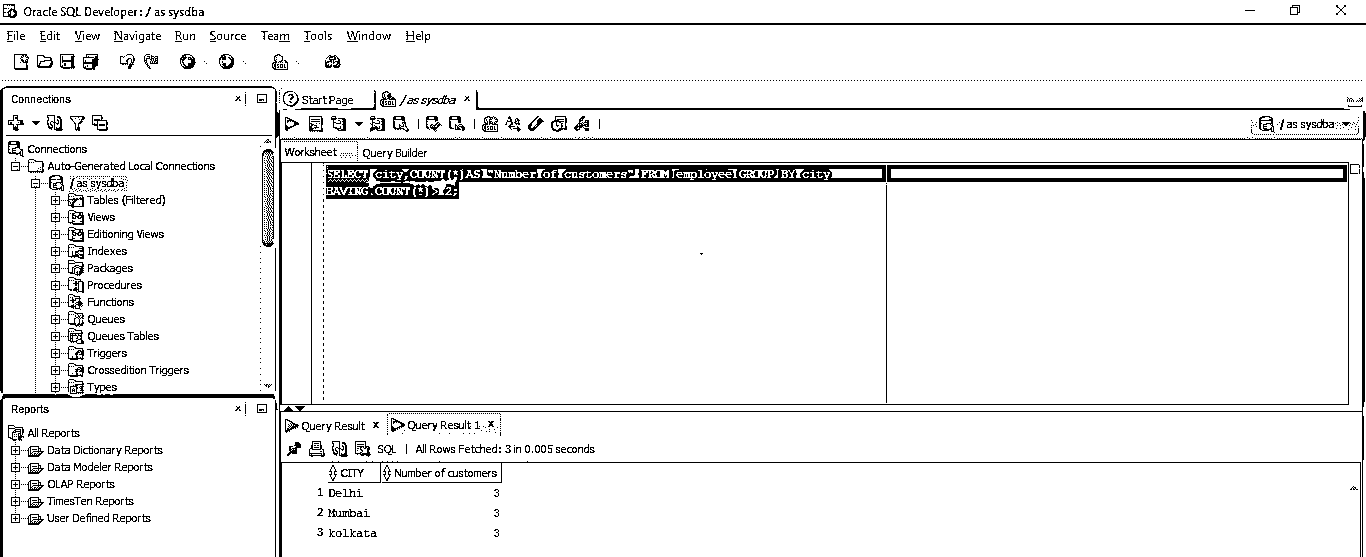 Oracle SQL Developer : / as sysdba
File Edit View Navigate Run Source Team Tools Window Help
Connections
Connections
Auto-Generated Local Connections
/ as sysdba
Tables (Filtered)
Views
Editioning Views
Indexes
Packages
Procedures
Functions
Queues
Queues Tables
Triggers
Crossedition Triggers
Types
Reports
All Reports
Data Dictionary Reports
Data Modeler Reports
OLAP Reports
TimesTen Reports
User Defined Reports
Start Page / as sysdba
/ as sysdba
Worksheet Query Builder
SELECT city,COUNT(*)AS "Number of customers" FROM employee GROUP BY city
HAVING COUNT(*) > 2;
Query Result Query Result 1
SQL | All Rows Fetched: 3 in 0.005 seconds
CITY Number of customers
1 Delhi 3
2 Mumbai 3
3 kolkata 3